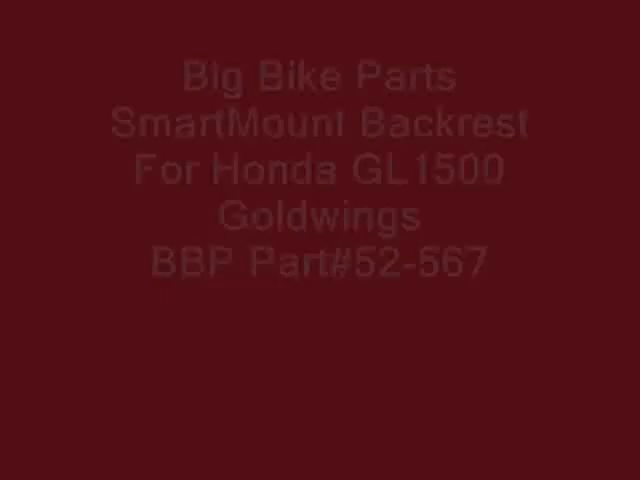 Big Bike Parts
SmartMount Backrest
For Honda GL1500
Goldwings
BBP Part#52-567